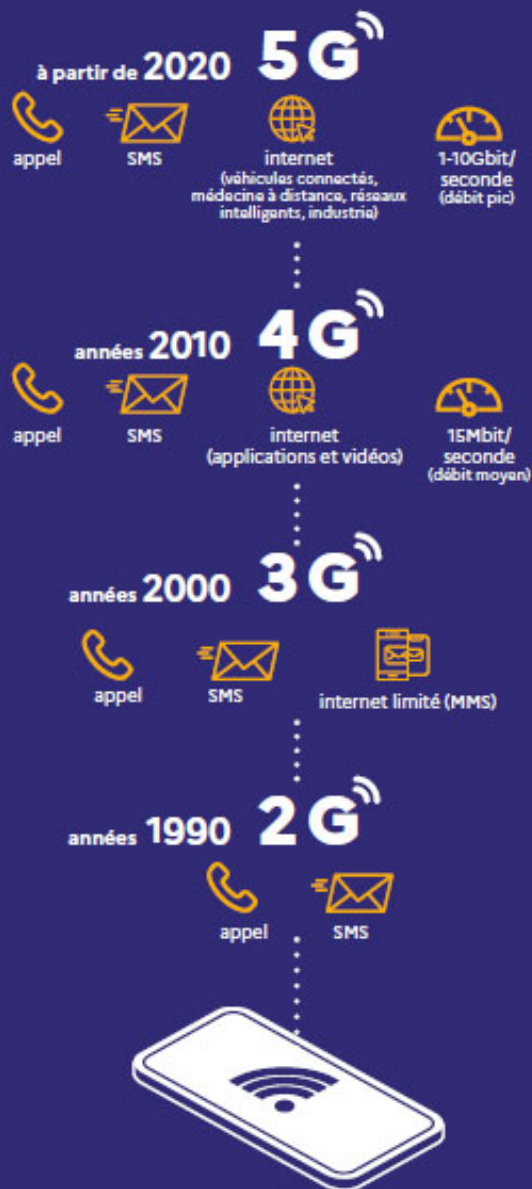 à partir de 2020 5G
appel
SMS
internet
(véhicules connectés,
médecine à distance, réseaux
intelligents, industrie)
1-10Gbit/
seconde
(débit pic)
années 2010 4G
appel
SMS
internet
(applications et vidéos)
15Mbit/
seconde
(débit moyen)
années 2000 3G
appel
SMS
internet limité (MMS)
années 1990 2G
appel
SMS